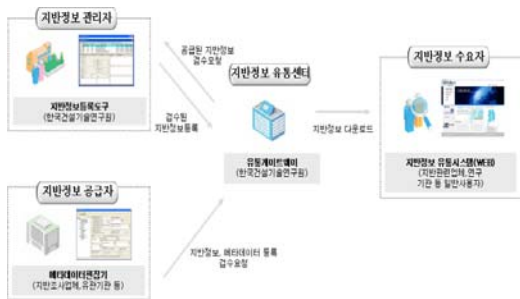 지반정보 관리자
지반정보등록도구
(한국건설기술연구원)
공급된 지반정보
검수요청
검수된
지반정보등록
지반정보 유통센터
유통게이트웨이
(한국건설기술연구원)
지반정보 다운로드
지반정보 수요자
지반정보 유통시스템(WEB)
(지반관련업체, 연구
기관 등 일반사용자)
지반정보 공급자
메타데이터편집기
(지반조사업체, 유관기관 등)
지반정보, 메타데이터 등록
검수요청